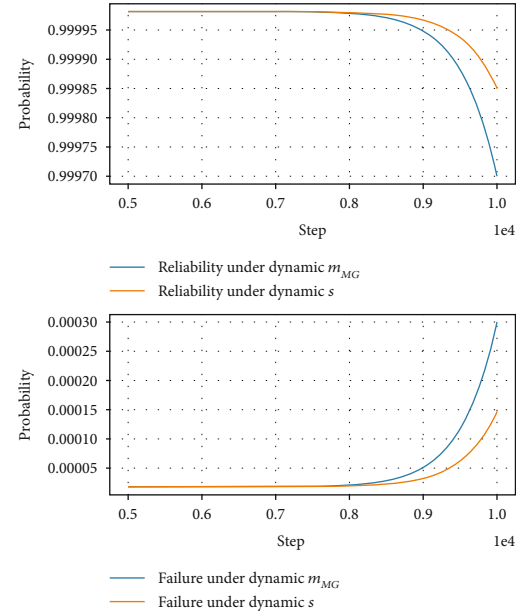 0.99995
0.99990
0.99985
0.99980
0.99975
0.99970
Probability
0.5 0.6 0.7 0.8 0.9 1.0
Step
1e4
Reliability under dynamic m_MG
Reliability under dynamic s
0.00030
0.00025
0.00020
0.00015
0.00010
0.00005
Probability
0.5 0.6 0.7 0.8 0.9 1.0
Step
1e4
Failure under dynamic m_MG
Failure under dynamic s